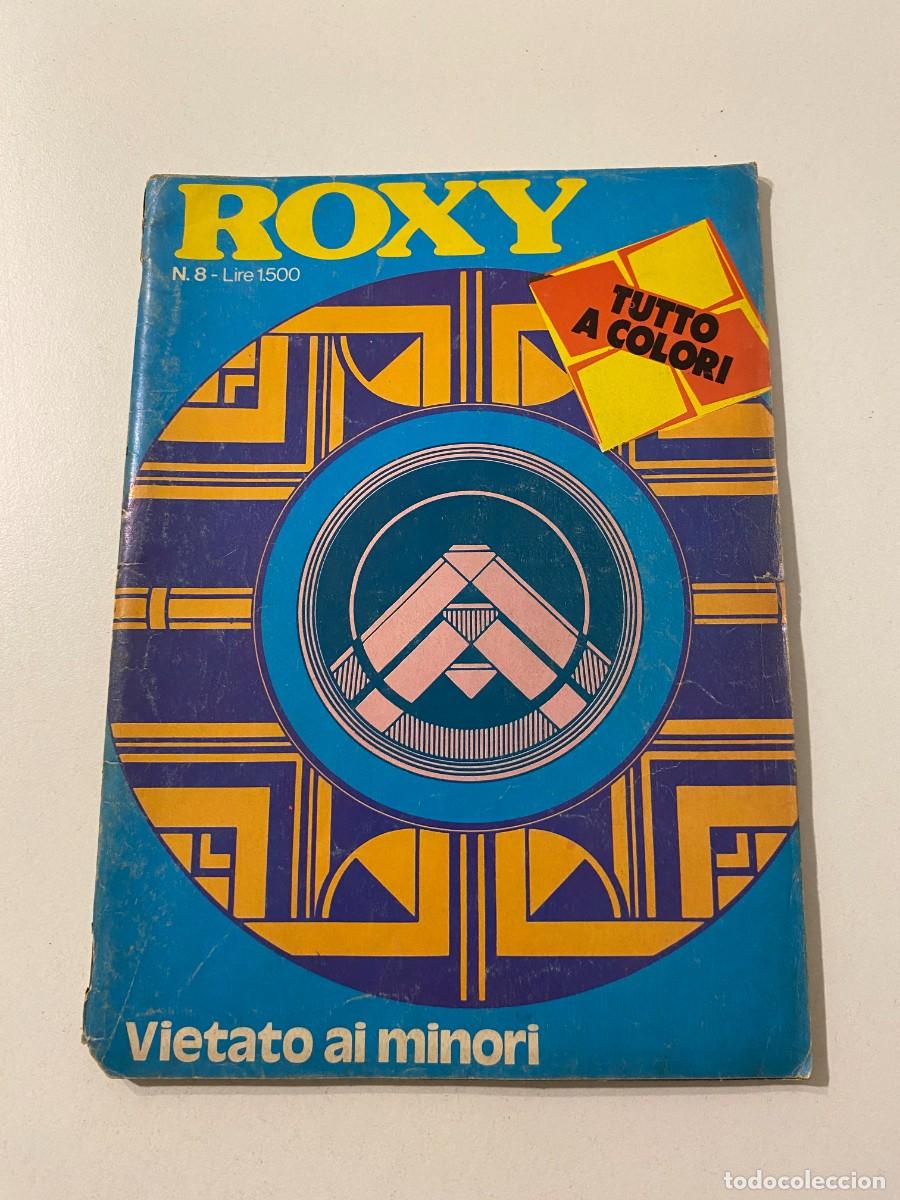 ROXY
N. 8 - Lire 1.500
TUTTO
A COLORI
Vietato ai minori
todocoleccion